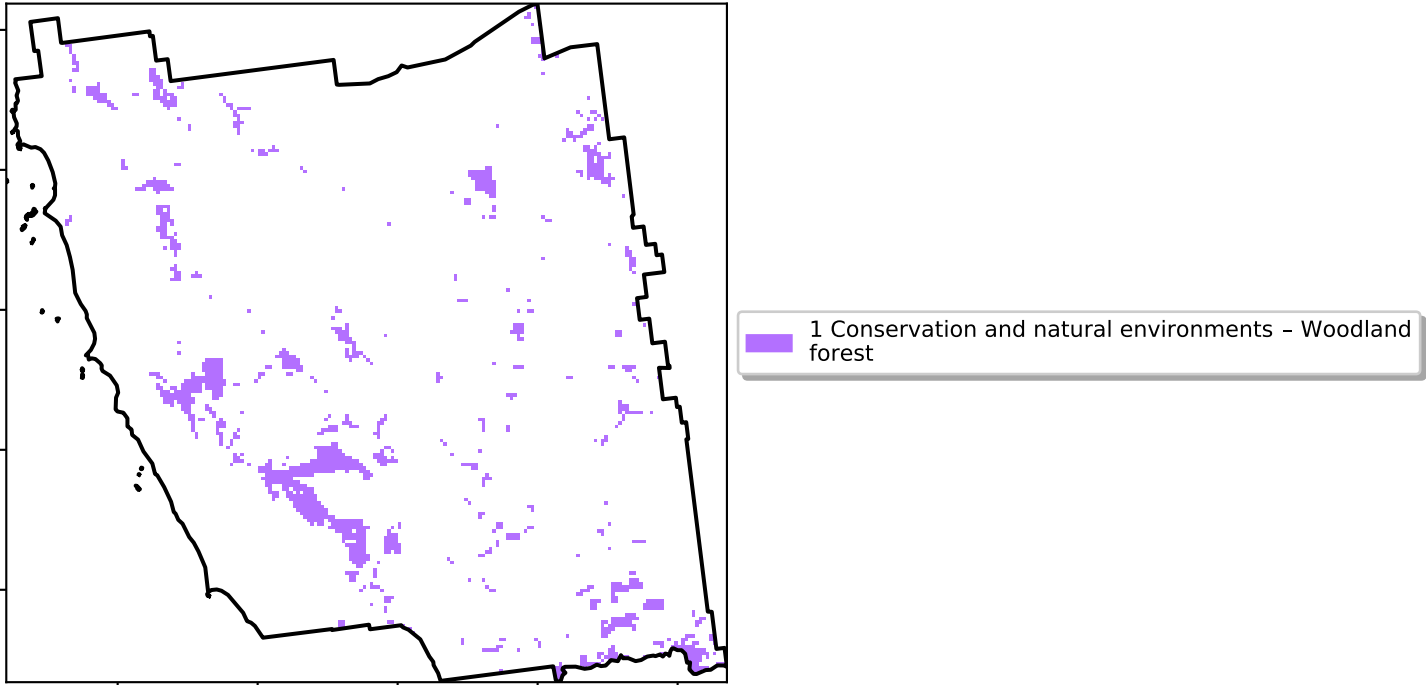 1 Conservation and natural environments – Woodland
forest